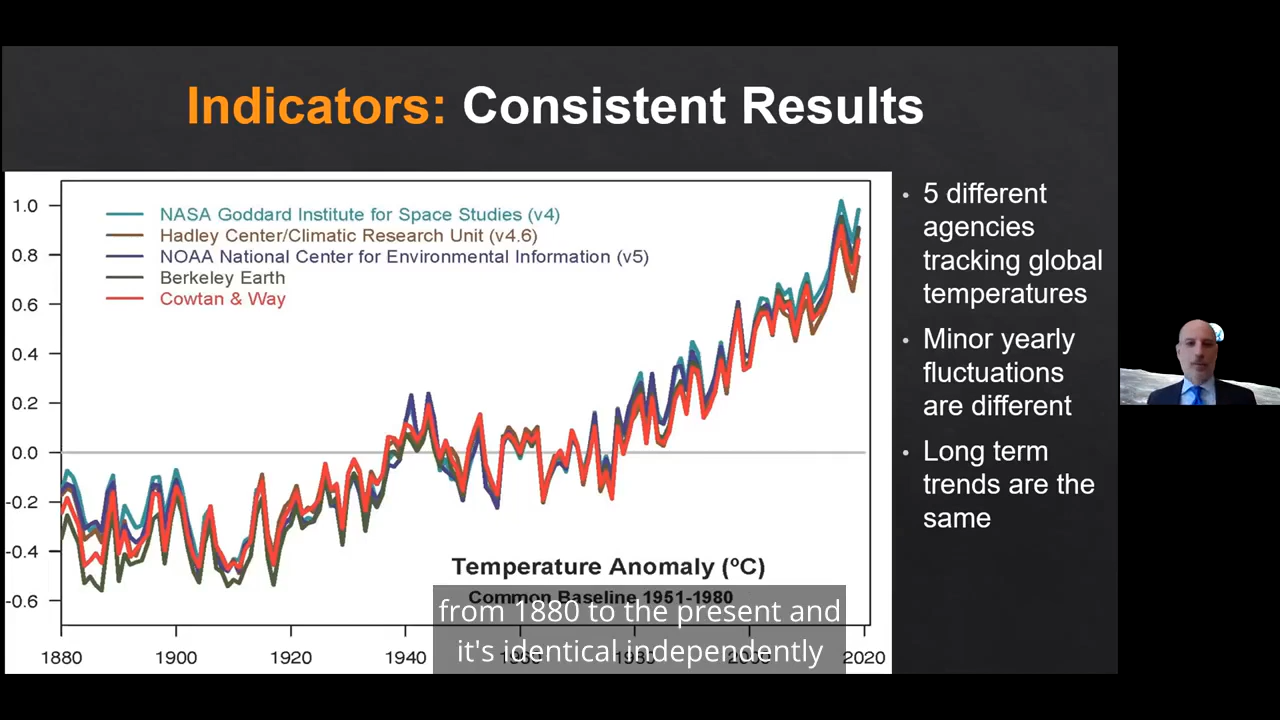 Indicators: Consistent Results
1.0
0.8
0.6
0.4
0.2
0.0
-0.2
-0.4
-0.6
NASA Goddard Institute for Space Studies (v4)
Hadley Center/Climatic Research Unit (v4.6)
NOAA National Center for Environmental Information (v5)
Berkeley Earth
Cowtan & Way
Temperature Anomaly (ºC)
Common Baseline 1951-1980
1880 1900 1920 1940 1960 1980 2000 2020
• 5 different
agencies
tracking global
temperatures
• Minor yearly
fluctuations
are different
• Long term
trends are the
same
from 1880 to the present and
it's identical independently